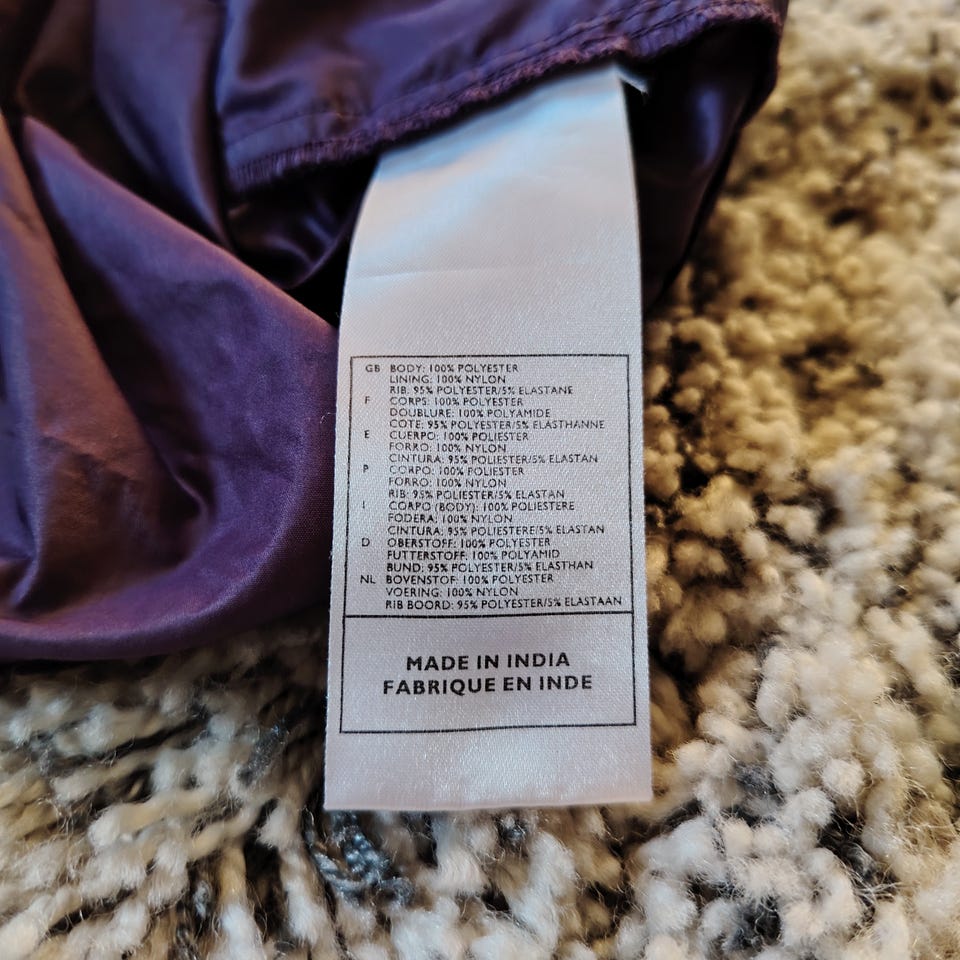 GB BODY: 100% POLYESTER
LINING: 100% NYLON
RIB: 95% POLYESTER/5% ELASTANE
F CORPS: 100% POLYESTER
DOUBLURE: 100% POLYAMIDE
COTE: 95% POLYESTER/5% ELASTHANNE
E CUERPO: 100% POLIESTER
FORRO: 100% NYLON
CINTURA: 95% POLIESTER/5% ELASTAN
P CORPO: 100% POLIESTER
FORRO: 100% NYLON
RIB: 95% POLIESTER/5% ELASTAN
I CORPO (BODY): 100% POLIESTERE
FODERA: 100% NYLON
CINTURA: 95% POLIESTERE/5% ELASTAN
D OBERSTOFF: 100% POLYESTER
FUTTERSTOFF: 100% POLYAMID
BUND: 95% POLYESTER/5% ELASTHAN
NL BOVENSTOF: 100% POLYESTER
VOERING: 100% NYLON
RIB BOORD: 95% POLYESTER/5% ELASTAAN
MADE IN INDIA
FABRIQUE EN INDE